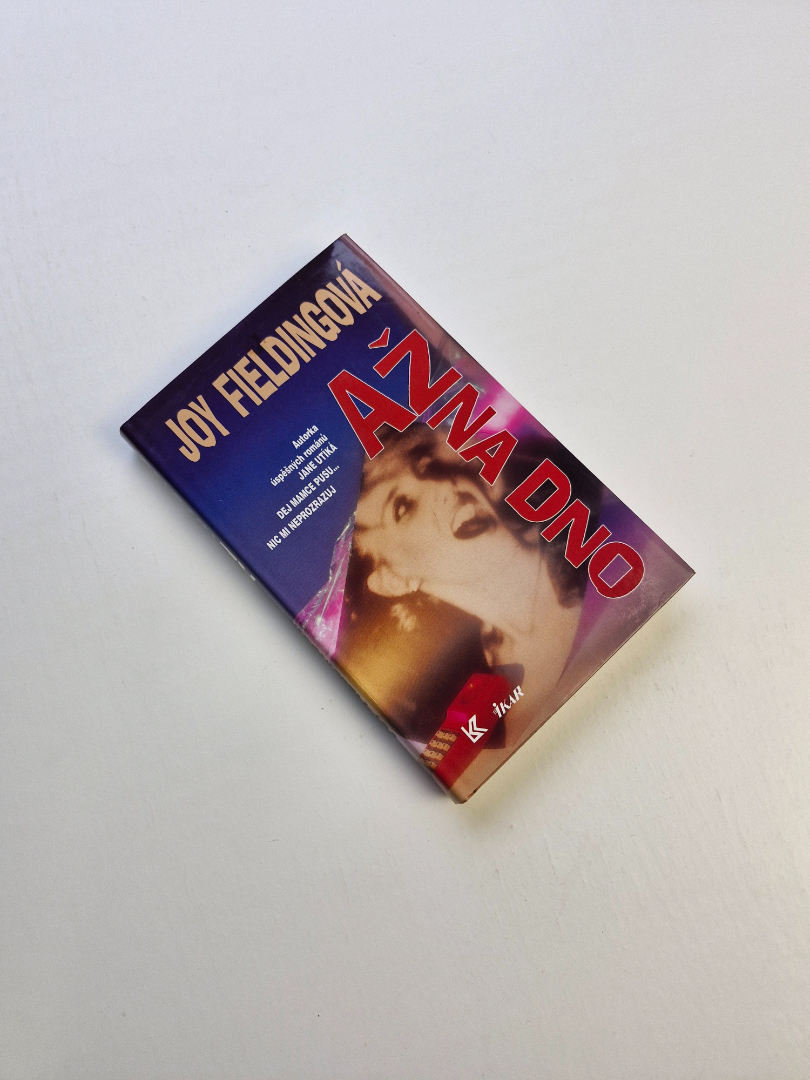 JOY FIELDINGOVÁ
AŽ NA DNO
Autorka
úspěšných románů
JANE UTÍKÁ
DEJ MAMCE PUSU...
NIC MI NEPROZRAZUJ
IKAR